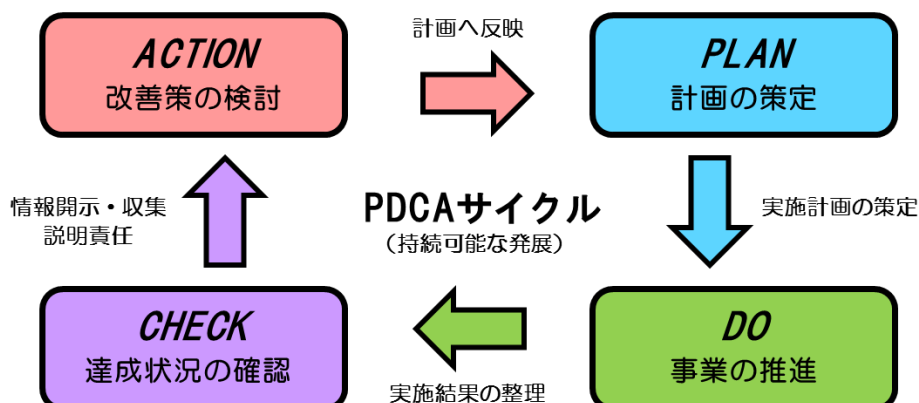 ACTION
改善策の検討
計画へ反映
PLAN
計画の策定
情報開示・収集
説明責任
PDCAサイクル
（持続可能な発展）
実施計画の策定
CHECK
達成状況の確認
実施結果の整理
DO
事業の推進